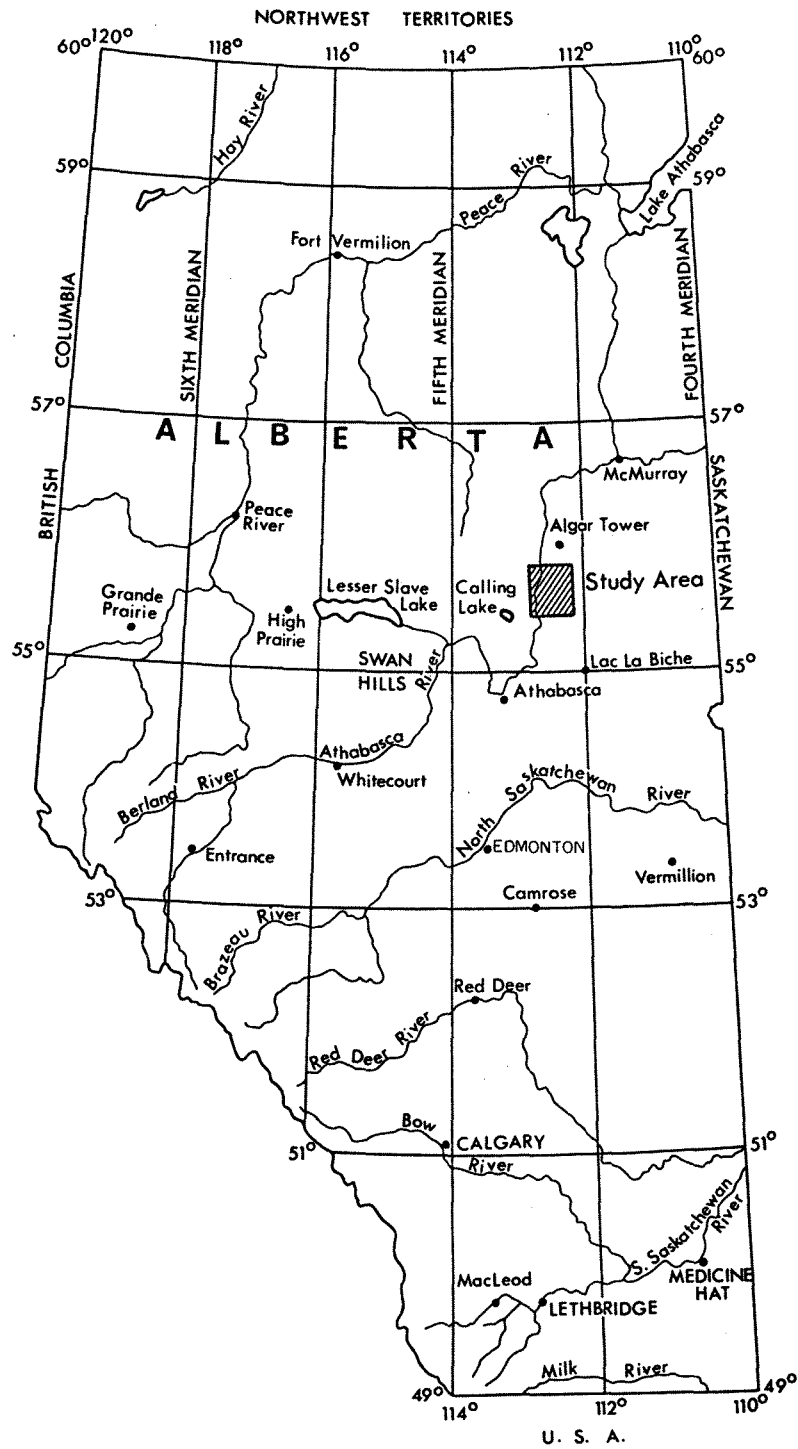 NORTHWEST TERRITORIES
60° 120° 118° 116° 114° 112° 110° 60°
Hay River
59°
59°
Lake Athabasca
Peace River
Fort Vermilion
COLUMBIA
SIXTH MERIDIAN
FIFTH MERIDIAN
FOURTH MERIDIAN
57°
57°
A L B E R T A
McMurray
BRITISH
SASKATCHEWAN
Peace
River
Algar Tower
Study Area
Grande
Prairie
High
Prairie
Lesser Slave
Lake
Calling
Lake
55°
55°
SWAN
HILLS
River
Lac La Biche
Athabasca
Athabasca
Whitecourt
Berland River
North Saskatchewan River
Entrance
EDMONTON
Vermillion
53°
53°
Camrose
Brazeau River
Red Deer
Red Deer River
Bow
CALGARY
51°
51°
River
S. Saskatchewan
River
MacLeod
MEDICINE
HAT
LETHBRIDGE
Milk River
49°
49°
114° 112° 110°
U. S. A.